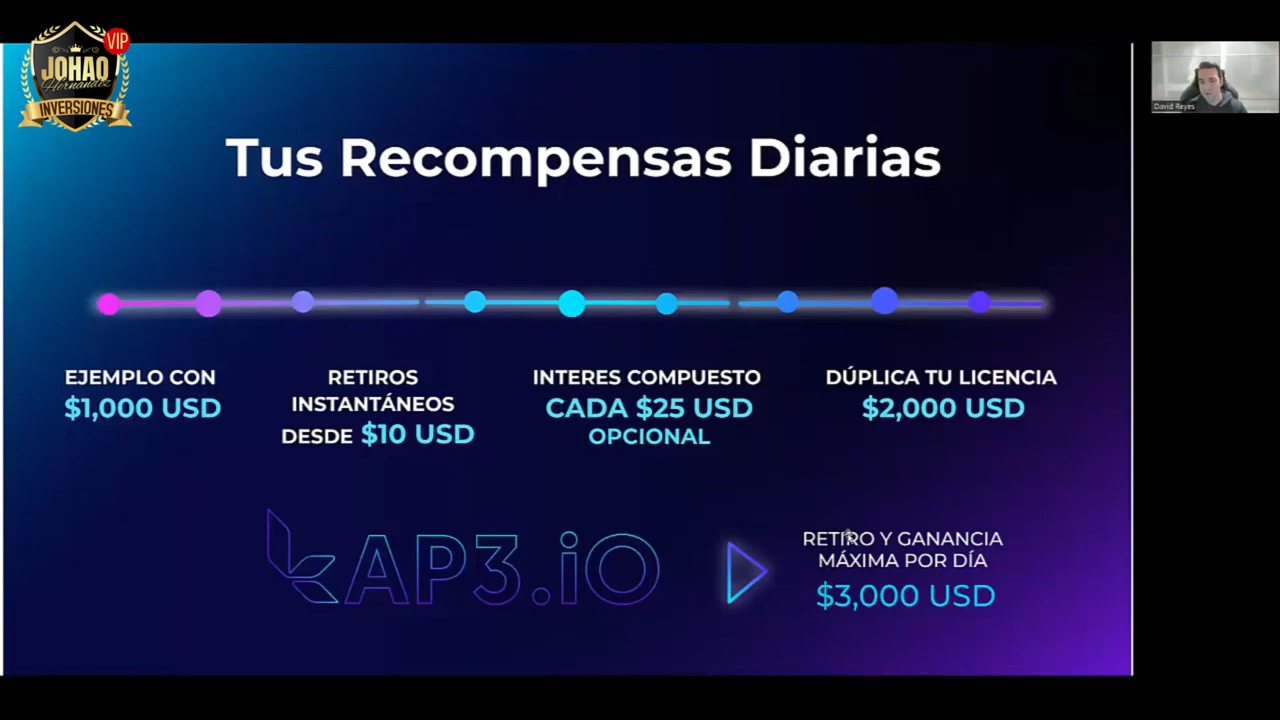 VIP
JOHAO
Hernandez
INVERSIONES
David Reyes
Tus Recompensas Diarias
EJEMPLO CON
$1,000 USD
RETIROS
INSTANTÁNEOS
DESDE $10 USD
INTERES COMPUESTO
CADA $25 USD
OPCIONAL
DÚPLICA TU LICENCIA
$2,000 USD
kAP3.iO
RETIRO Y GANANCIA
MÁXIMA POR DÍA
$3,000 USD